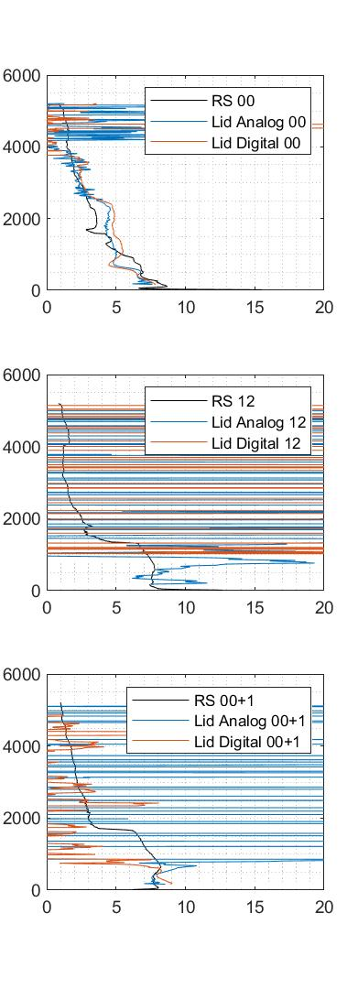 6000
4000
2000
0
0 5 10 15 20
RS 00
Lid Analog 00
Lid Digital 00
6000
4000
2000
0
0 5 10 15 20
RS 12
Lid Analog 12
Lid Digital 12
6000
4000
2000
0
0 5 10 15 20
RS 00+1
Lid Analog 00+1
Lid Digital 00+1